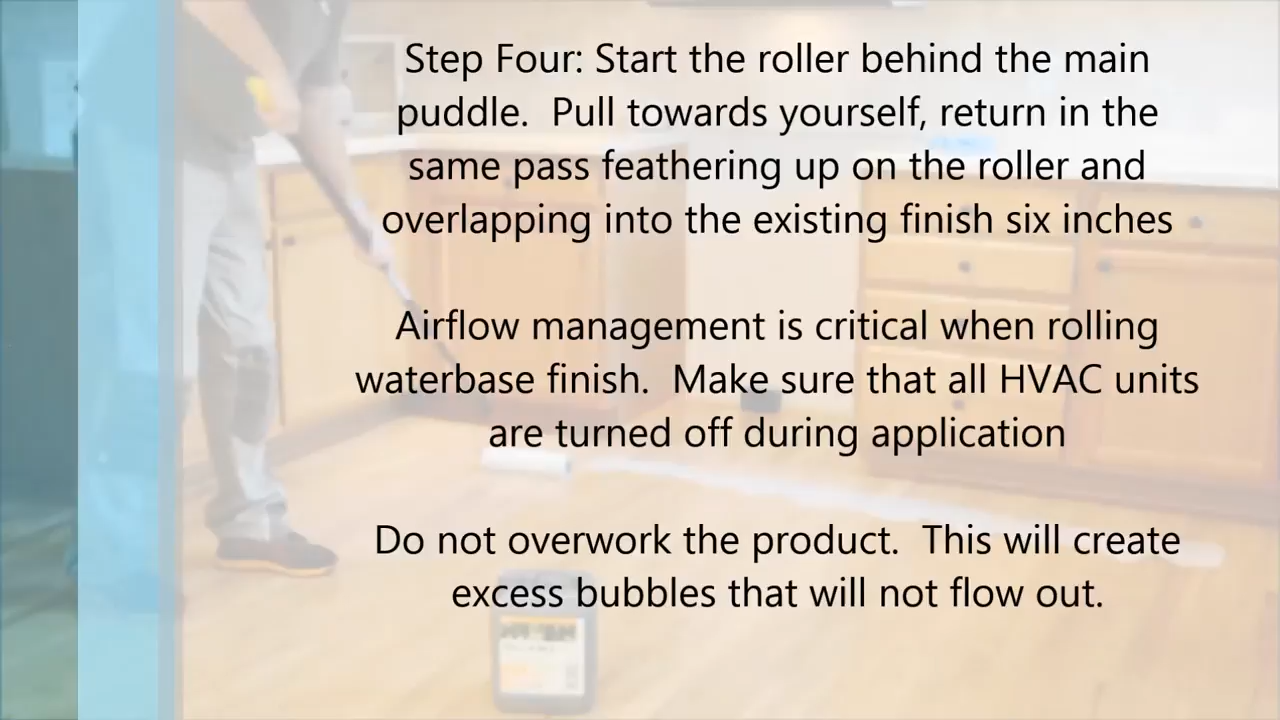 Step Four: Start the roller behind the main
puddle.  Pull towards yourself, return in the
same pass feathering up on the roller and
overlapping into the existing finish six inches
Airflow management is critical when rolling
waterbase finish.  Make sure that all HVAC units
are turned off during application
Do not overwork the product.  This will create
excess bubbles that will not flow out.